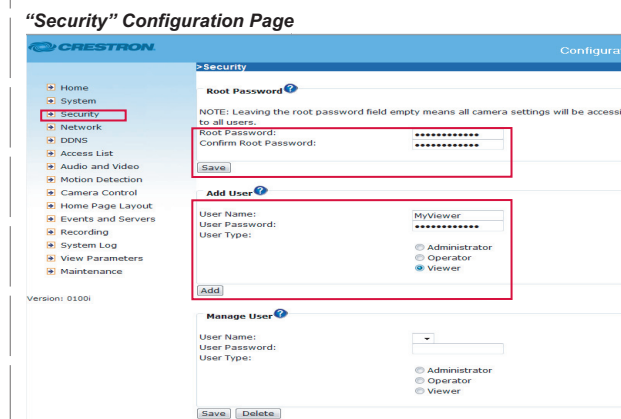 “Security” Configuration Page
CRESTRON
>Security
Home
System
Security
Network
DDNS
Access List
Audio and Video
Motion Detection
Camera Control
Home Page Layout
Events and Servers
Recording
System Log
View Parameters
Maintenance
Version: 0100i
Root Password
NOTE: Leaving the root password field empty means all camera settings will be
to all users.
Root Password: ••••••••••••
Confirm Root Password: ••••••••••••
Save
Add User
User Name: MyViewer
User Password: ••••••••••••
User Type:
Administrator
Operator
Viewer
Add
Manage User
User Name:
User Password:
User Type:
Administrator
Operator
Viewer
Save Delete